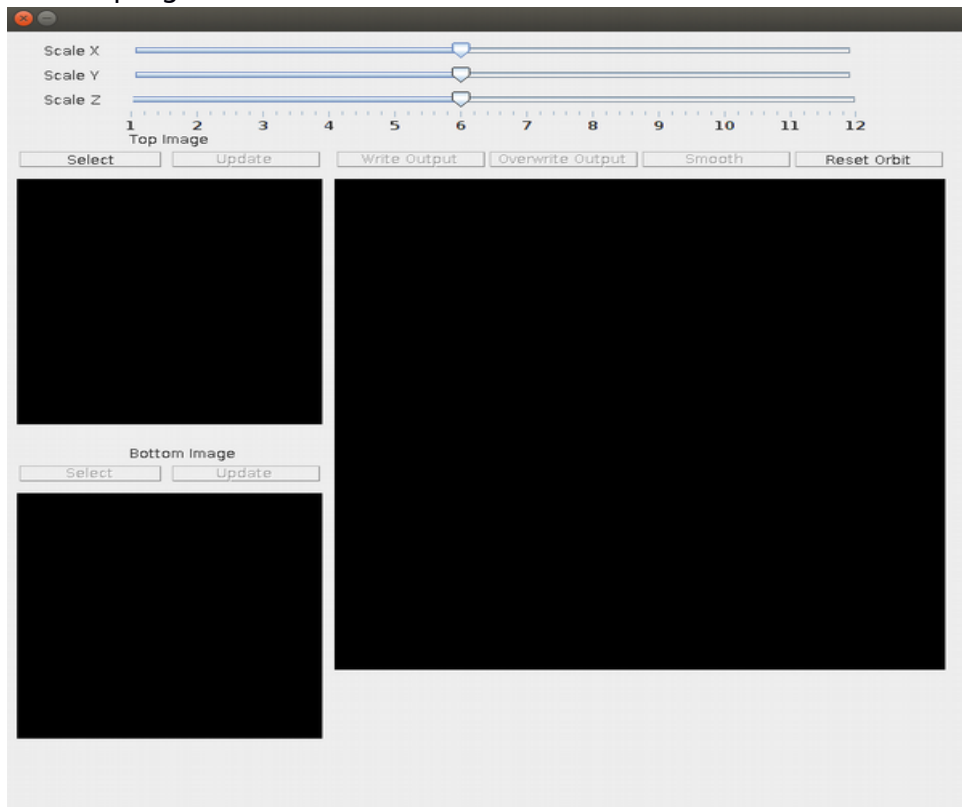 Scale X
Scale Y
Scale Z
1 2 3 4 5 6 7 8 9 10 11 12
Top Image
Select Update Write Output Overwrite Output Smooth Reset Orbit
Bottom Image
Select Update